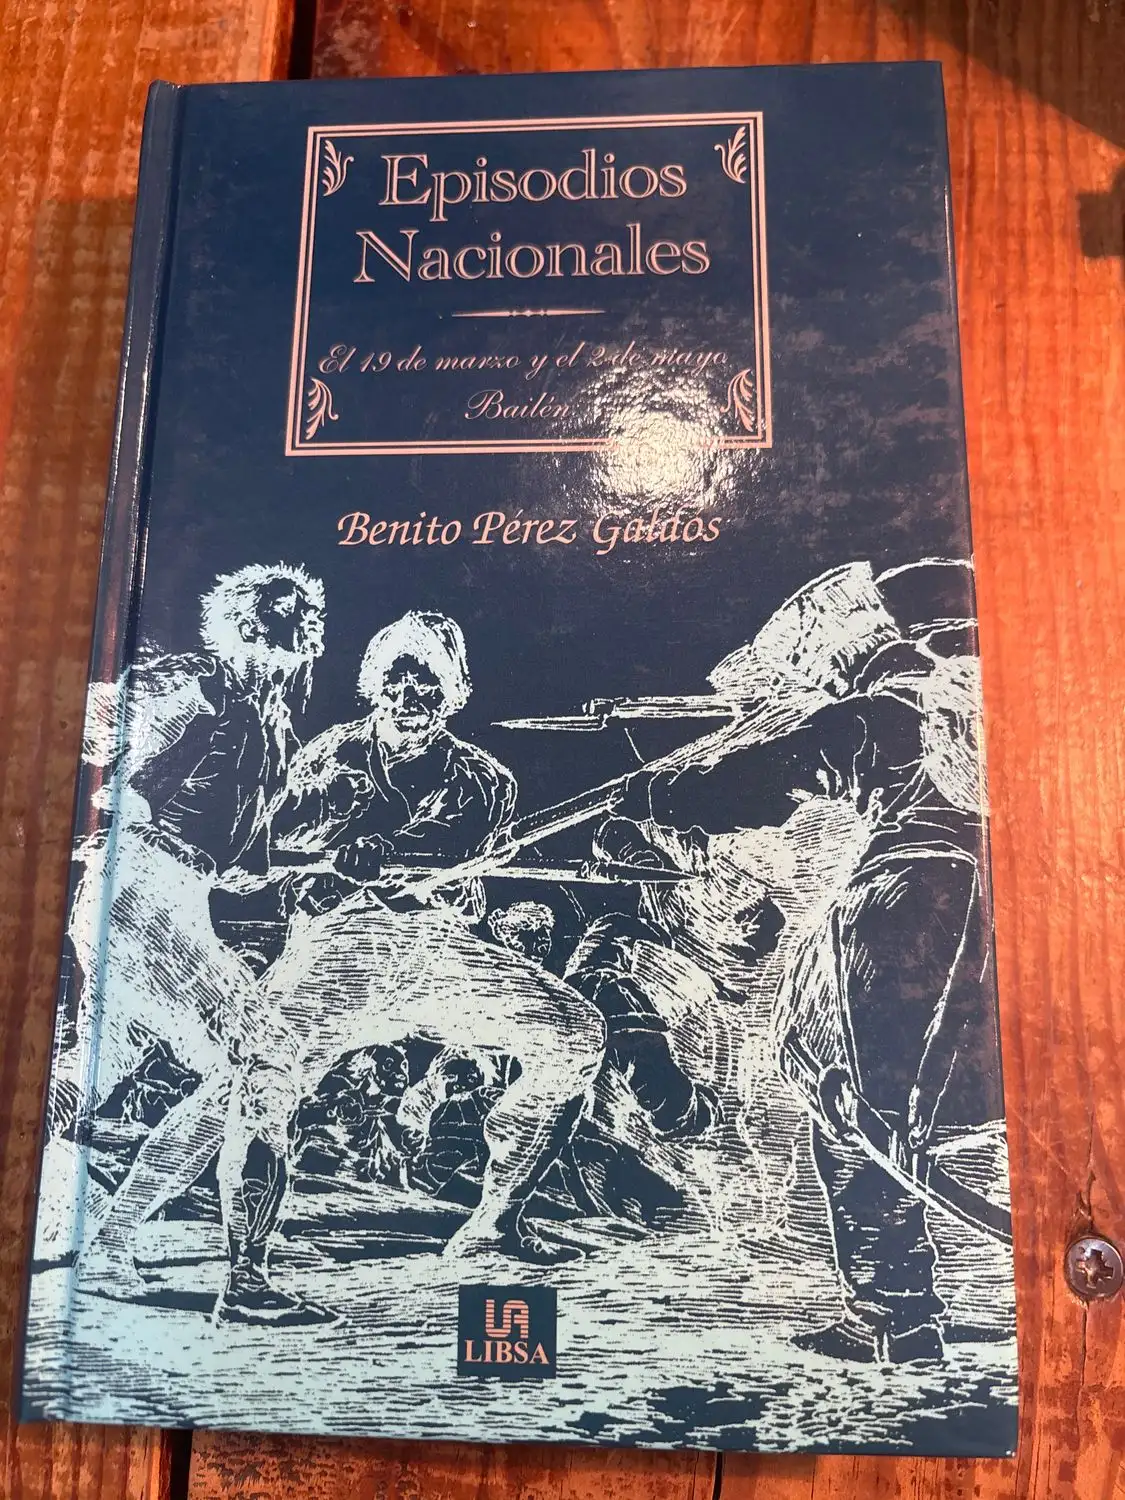 Episodios
Nacionales
El 19 de marzo y el 2 de mayo
Bailén
Benito Pérez Galdós
LIBSA